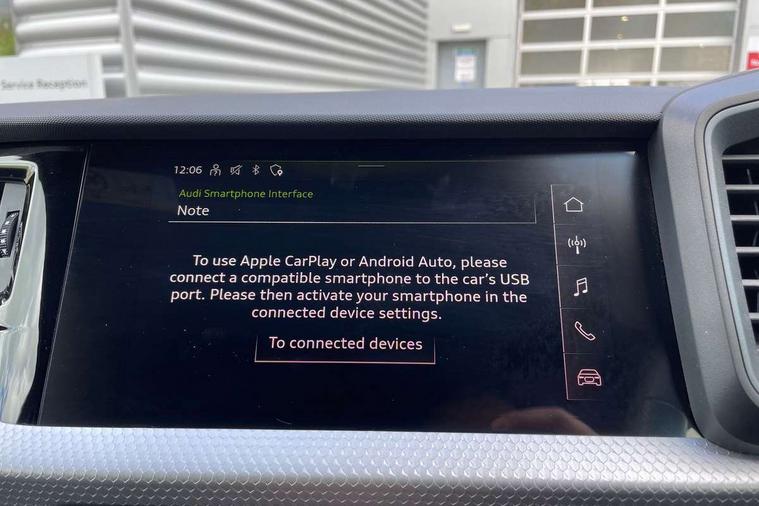 Service Reception
12:06
Audi Smartphone Interface
Note
To use Apple CarPlay or Android Auto, please
connect a compatible smartphone to the car's USB
port. Please then activate your smartphone in the
connected device settings.
To connected devices